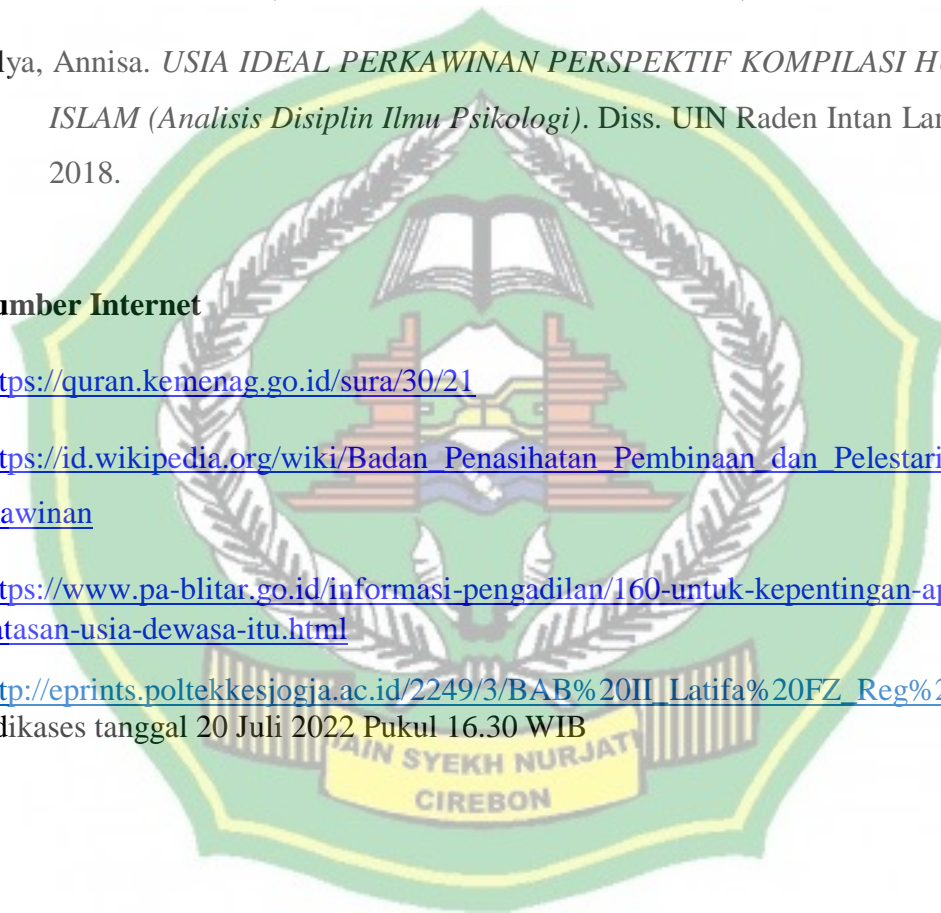 lya, Annisa. USIA IDEAL PERKAWINAN PERSPEKTIF KOMPILASI HU
ISLAM (Analisis Disiplin Ilmu Psikologi). Diss. UIN Raden Intan Lam
2018.
umber Internet
tps://quran.kemenag.go.id/sura/30/21
tps://id.wikipedia.org/wiki/Badan_Penasihatan_Pembinaan_dan_Pelestari
awinan
tps://www.pa-blitar.go.id/informasi-pengadilan/160-untuk-kepentingan-ap
atasan-usia-dewasa-itu.html
tp://eprints.poltekkesjogja.ac.id/2249/3/BAB%20II_Latifa%20FZ_Reg%2
dikases tanggal 20 Juli 2022 Pukul 16.30 WIB
IAIN SYEKH NURJATI
CIREBON